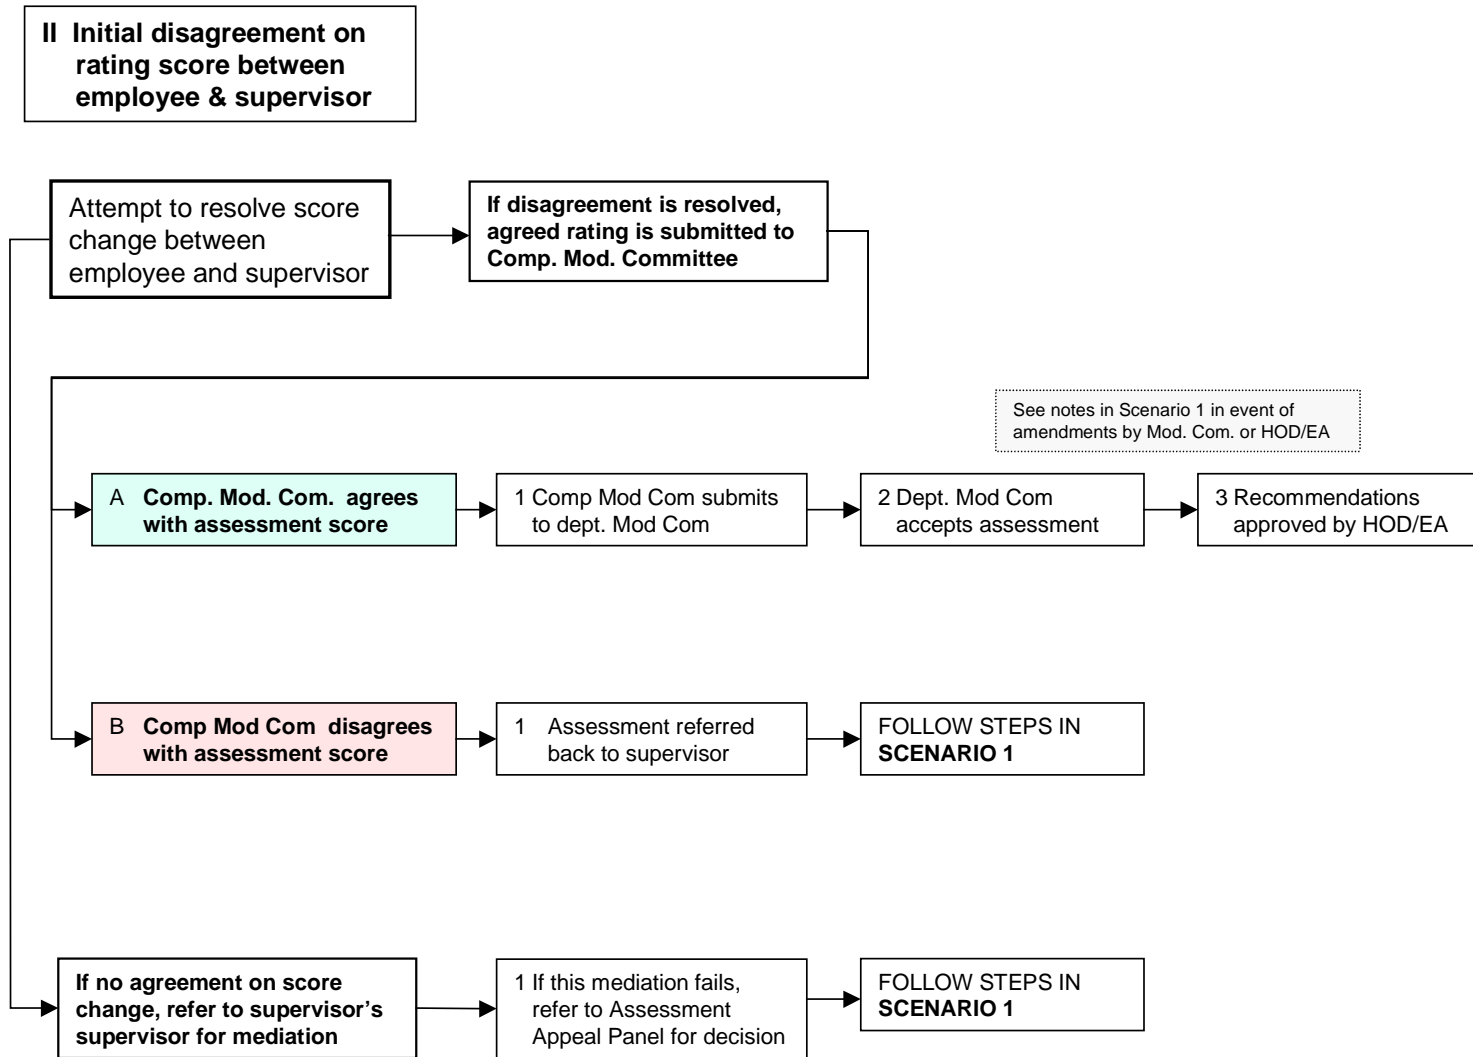 II Initial disagreement on
rating score between
employee & supervisor
Attempt to resolve score
change between
employee and supervisor
If disagreement is resolved,
agreed rating is submitted to
Comp. Mod. Committee
See notes in Scenario 1 in event of
amendments by Mod. Com. or HOD/EA
A Comp. Mod. Com. agrees
with assessment score
1 Comp Mod Com submits
to dept. Mod Com
2 Dept. Mod Com
accepts assessment
3 Recommendations
approved by HOD/EA
B Comp Mod Com disagrees
with assessment score
1 Assessment referred
back to supervisor
FOLLOW STEPS IN
SCENARIO 1
If no agreement on score
change, refer to supervisor’s
supervisor for mediation
1 If this mediation fails,
refer to Assessment
Appeal Panel for decision
FOLLOW STEPS IN
SCENARIO 1